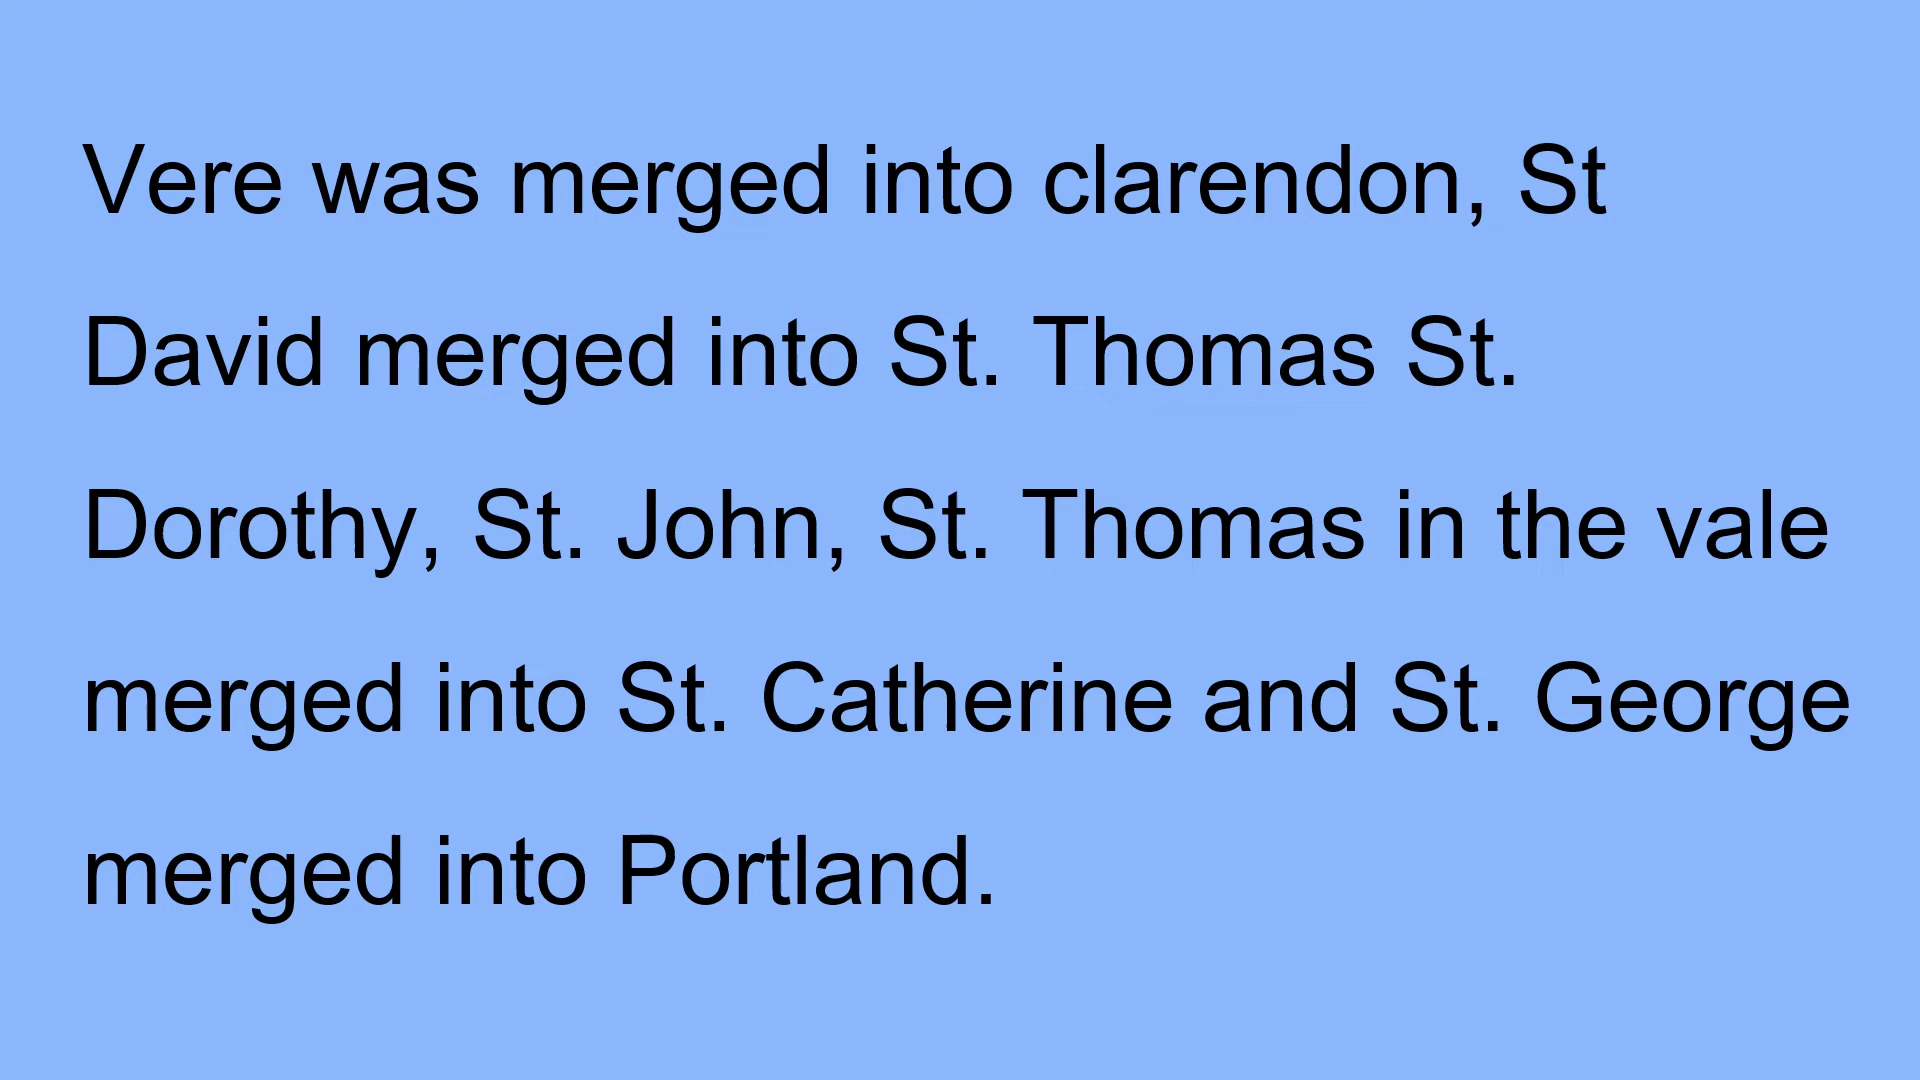 Vere was merged into clarendon, St
David merged into St. Thomas St.
Dorothy, St. John, St. Thomas in the vale
merged into St. Catherine and St. George
merged into Portland.